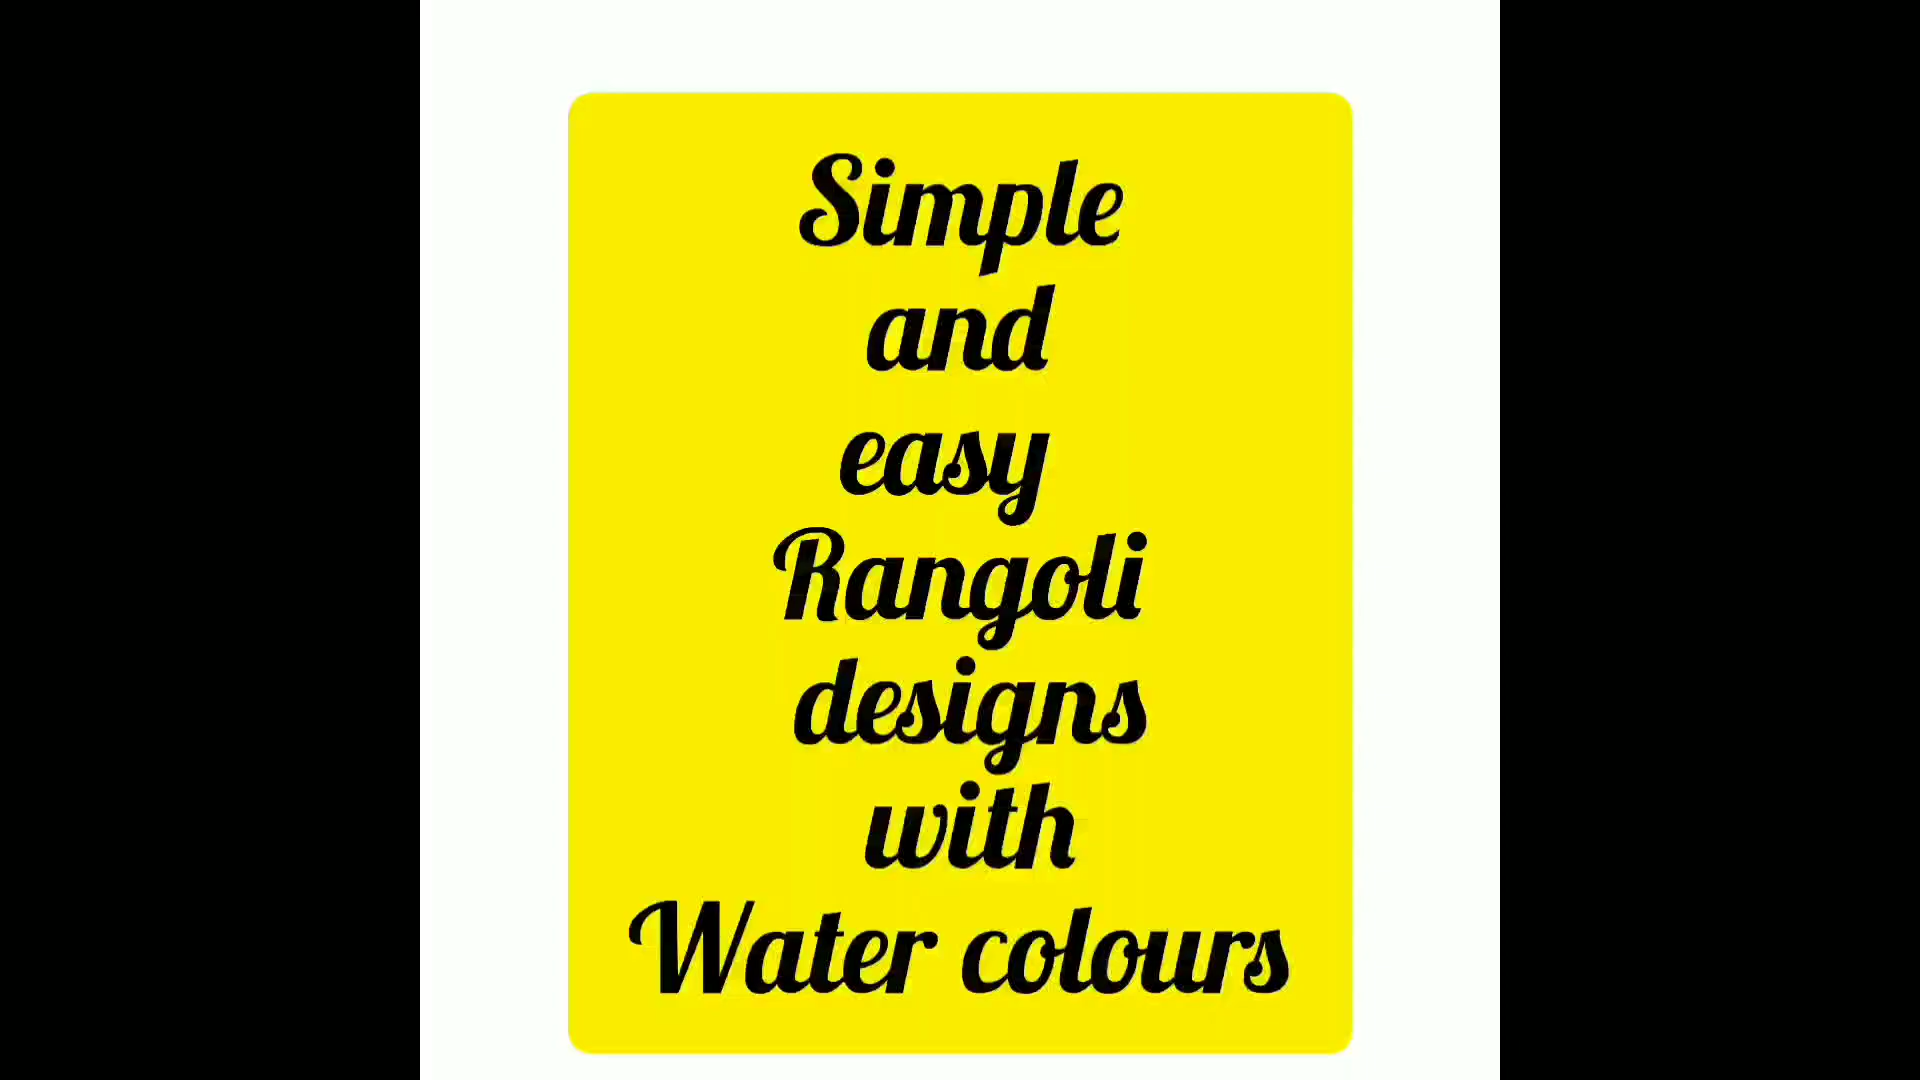 Simple
and
easy
Rangoli
designs
with
Water colours